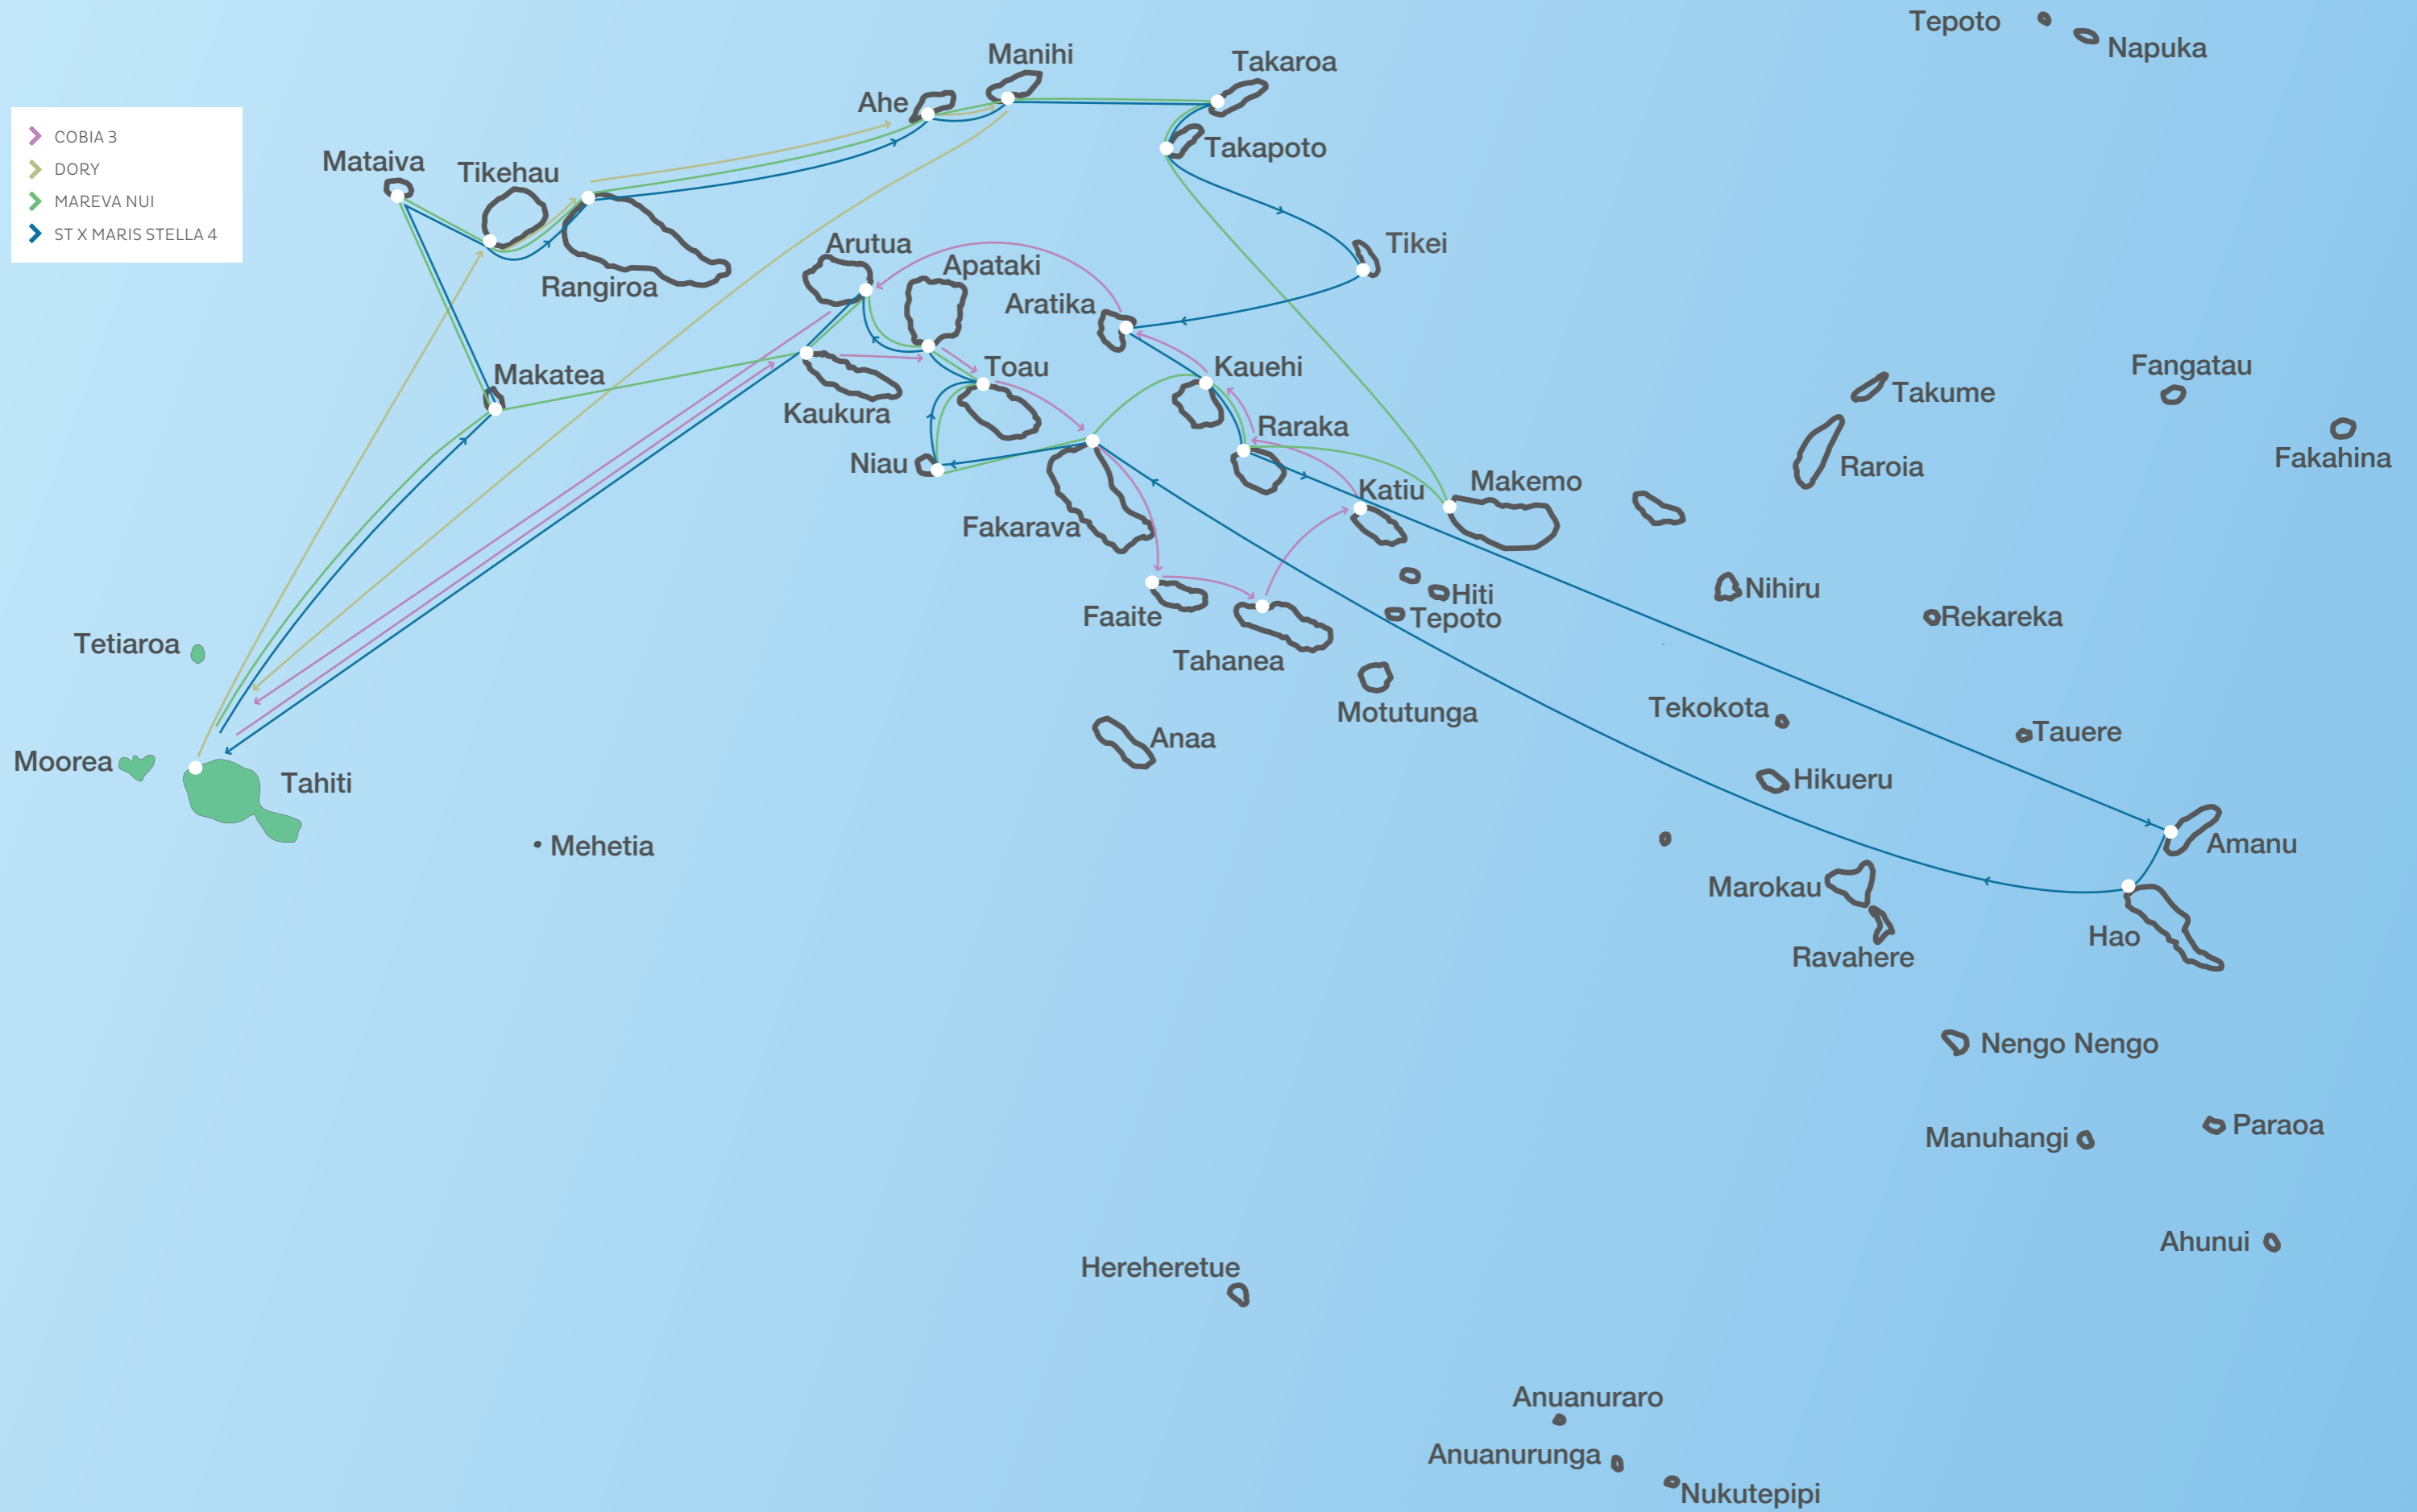 Tepoto
Napuka
Manihi
Takaroa
Ahe
COBIA 3
DORY
MAREVA NUI
ST X MARIS STELLA 4
Mataiva
Tikehau
Takapoto
Rangiroa
Arutua
Apataki
Tikei
Aratika
Makatea
Kaukura
Toau
Kauehi
Fangatau
Takume
Raraka
Niau
Raroia
Fakahina
Katiu
Makemo
Fakarava
Faaite
Hiti
Tepoto
Nihiru
Rekareka
Tetiaroa
Tahanea
Motutunga
Tekokota
Tauere
Anaa
Moorea
Tahiti
Hikueru
Mehetia
Amanu
Marokau
Hao
Ravahere
Nengo Nengo
Manuhangi
Paraoa
Ahunui
Hereheretue
Anuanuraro
Anuanurunga
Nukutepipi